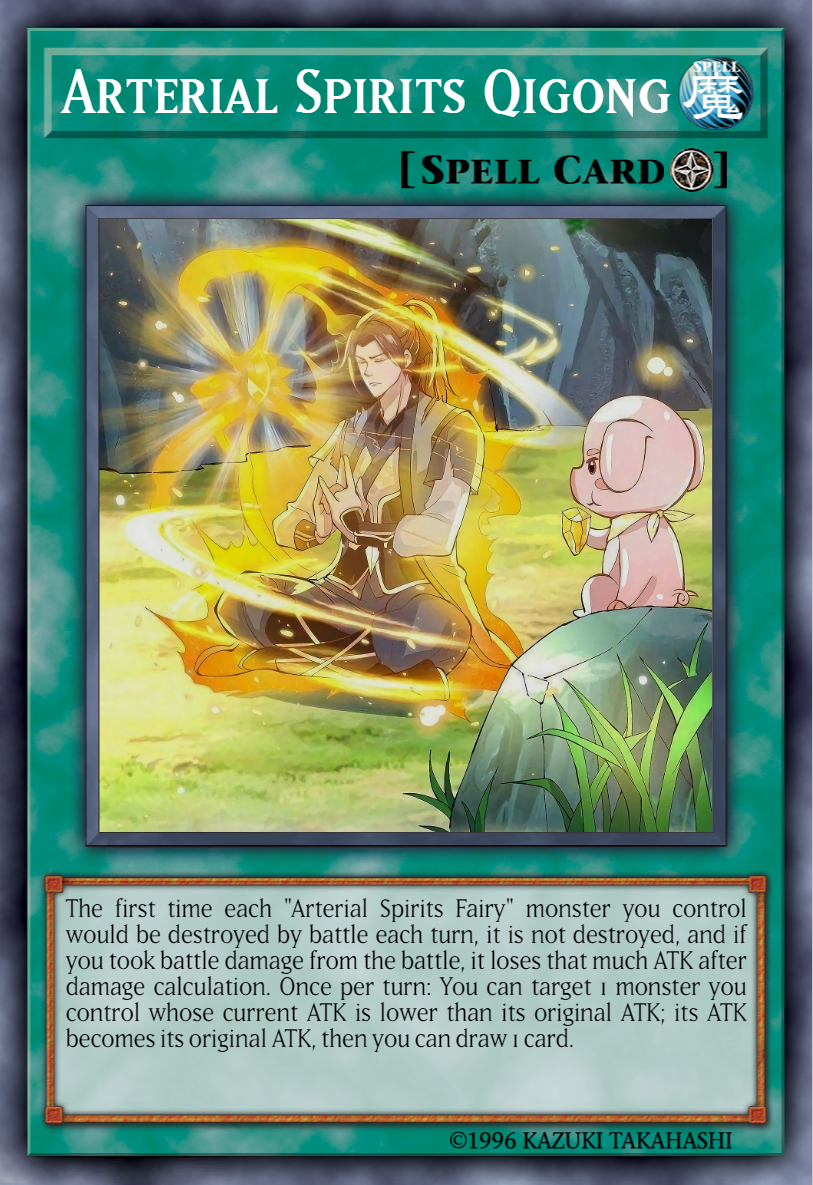 Arterial Spirits Qigong
SPELL
魔
[Spell Card]
The first time each "Arterial Spirits Fairy" monster you control
would be destroyed by battle each turn, it is not destroyed, and if
you took battle damage from the battle, it loses that much ATK after
damage calculation. Once per turn: You can target 1 monster you
control whose current ATK is lower than its original ATK; its ATK
becomes its original ATK, then you can draw 1 card.
©1996 KAZUKI TAKAHASHI